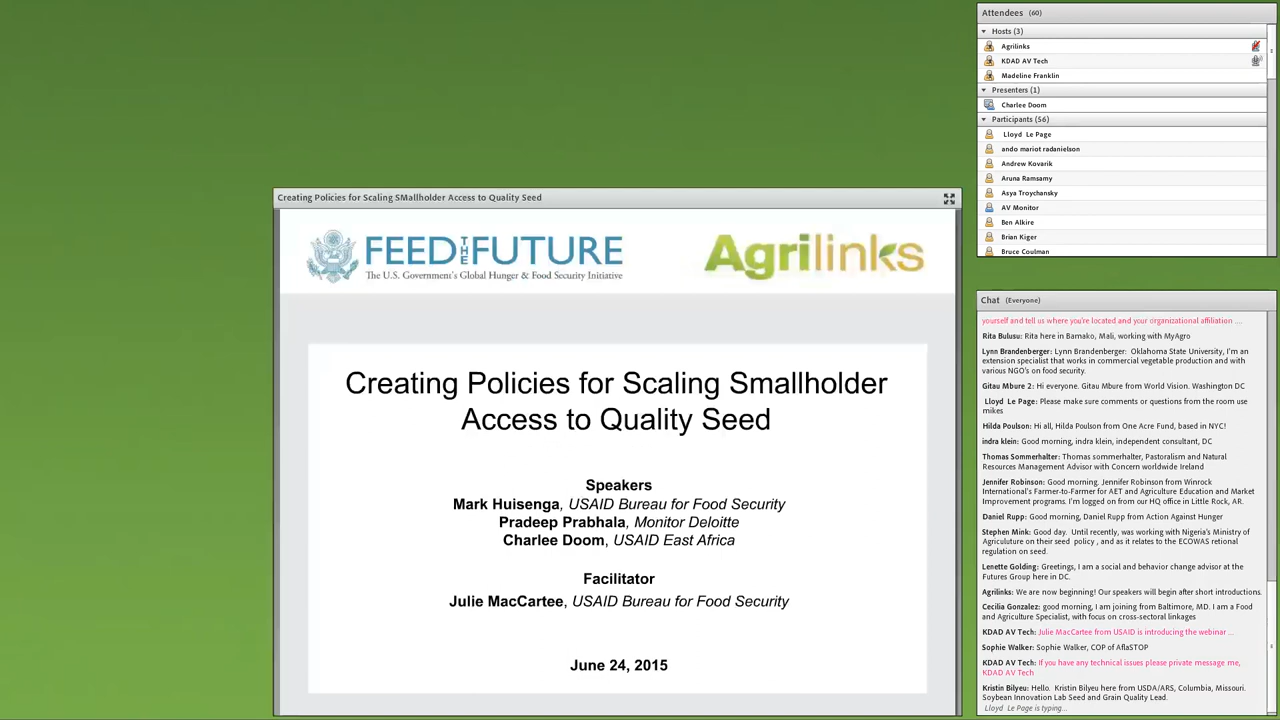 Creating Policies for Scaling SMallholder Access to Quality Seed
FEED THE FUTURE
The U.S. Government's Global Hunger & Food Security Initiative
Agrilinks
Creating Policies for Scaling Smallholder
Access to Quality Seed
Speakers
Mark Huisenga, USAID Bureau for Food Security
Pradeep Prabhala, Monitor Deloitte
Charlee Doom, USAID East Africa
Facilitator
Julie MacCartee, USAID Bureau for Food Security
June 24, 2015
Attendees (60)
Hosts (3)
Agrilinks
KDAD AV Tech
Madeline Franklin
Presenters (1)
Charlee Doom
Participants (56)
Lloyd Le Page
ando mariot radanielson
Andrew Kovarik
Aruna Ramsamy
Asya Troychansky
AV Monitor
Ben Alkire
Brian Kiger
Bruce Coulman
Chat (Everyone)
yourself and tell us where you're located and your organizational affiliation ....
Rita Bulusu: Rita here in Bamako, Mali, working with MyAgro
Lynn Brandenberger: Lynn Brandenberger: Oklahoma State University, I'm an
extension specialist that works in commercial vegetable production and with
various NGO's on food security.
Gitau Mbure 2: Hi everyone. Gitau Mbure from World Vision. Washington DC
Lloyd Le Page: Please make sure comments or questions from the room use
mikes
Hilda Poulson: Hi all, Hilda Poulson from One Acre Fund, based in NYC!
indra klein: Good morning, indra klein, independent consultant, DC
Thomas Sommerhalter: Thomas sommerhalter, Pastoralism and Natural
Resources Management Advisor with Concern worldwide Ireland
Jennifer Robinson: Good morning. Jennifer Robinson from Winrock
International's Farmer-to-Farmer for AET and Agriculture Education and Market
Improvement programs. I'm logged on from our HQ office in Little Rock, AR.
Daniel Rupp: Good morning, Daniel Rupp from Action Against Hunger
Stephen Mink: Good day. Until recently, was working with Nigeria's Ministry of
Agriculuture on their seed policy , and as it relates to the ECOWAS retional
regulation on seed.
Lenette Golding: Greetings, I am a social and behavior change advisor at the
Futures Group here in DC.
Agrilinks: We are now beginning! Our speakers will begin after short introductions.
Cecilia Gonzalez: good morning, I am joining from Baltimore, MD. I am a Food
and Agriculture Specialist, with focus on cross-sectoral linkages
KDAD AV Tech: Julie MacCartee from USAID is introducing the webinar ...
Sophie Walker: Sophie Walker, COP of AflaSTOP
KDAD AV Tech: If you have any technical issues please private message me,
KDAD AV Tech
Kristin Bilyeu: Hello. Kristin Bilyeu here from USDA/ARS, Columbia, Missouri.
Soybean Innovation Lab Seed and Grain Quality Lead.
Lloyd Le Page is typing...